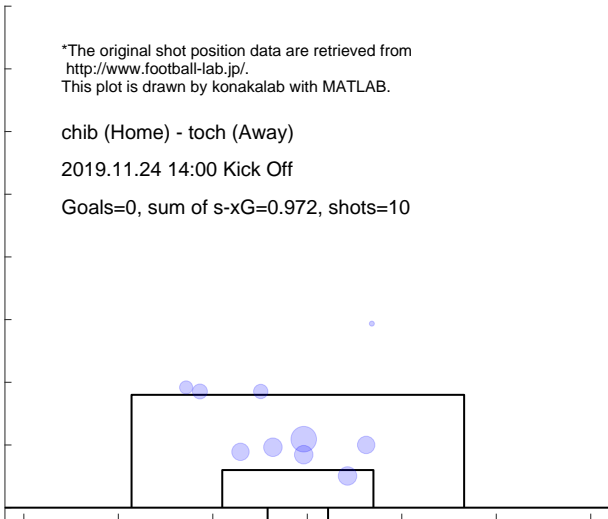 *The original shot position data are retrieved from
http://www.football-lab.jp/.
This plot is drawn by konakalab with MATLAB.
chib (Home) - toch (Away)
2019.11.24 14:00 Kick Off
Goals=0, sum of s-xG=0.972, shots=10